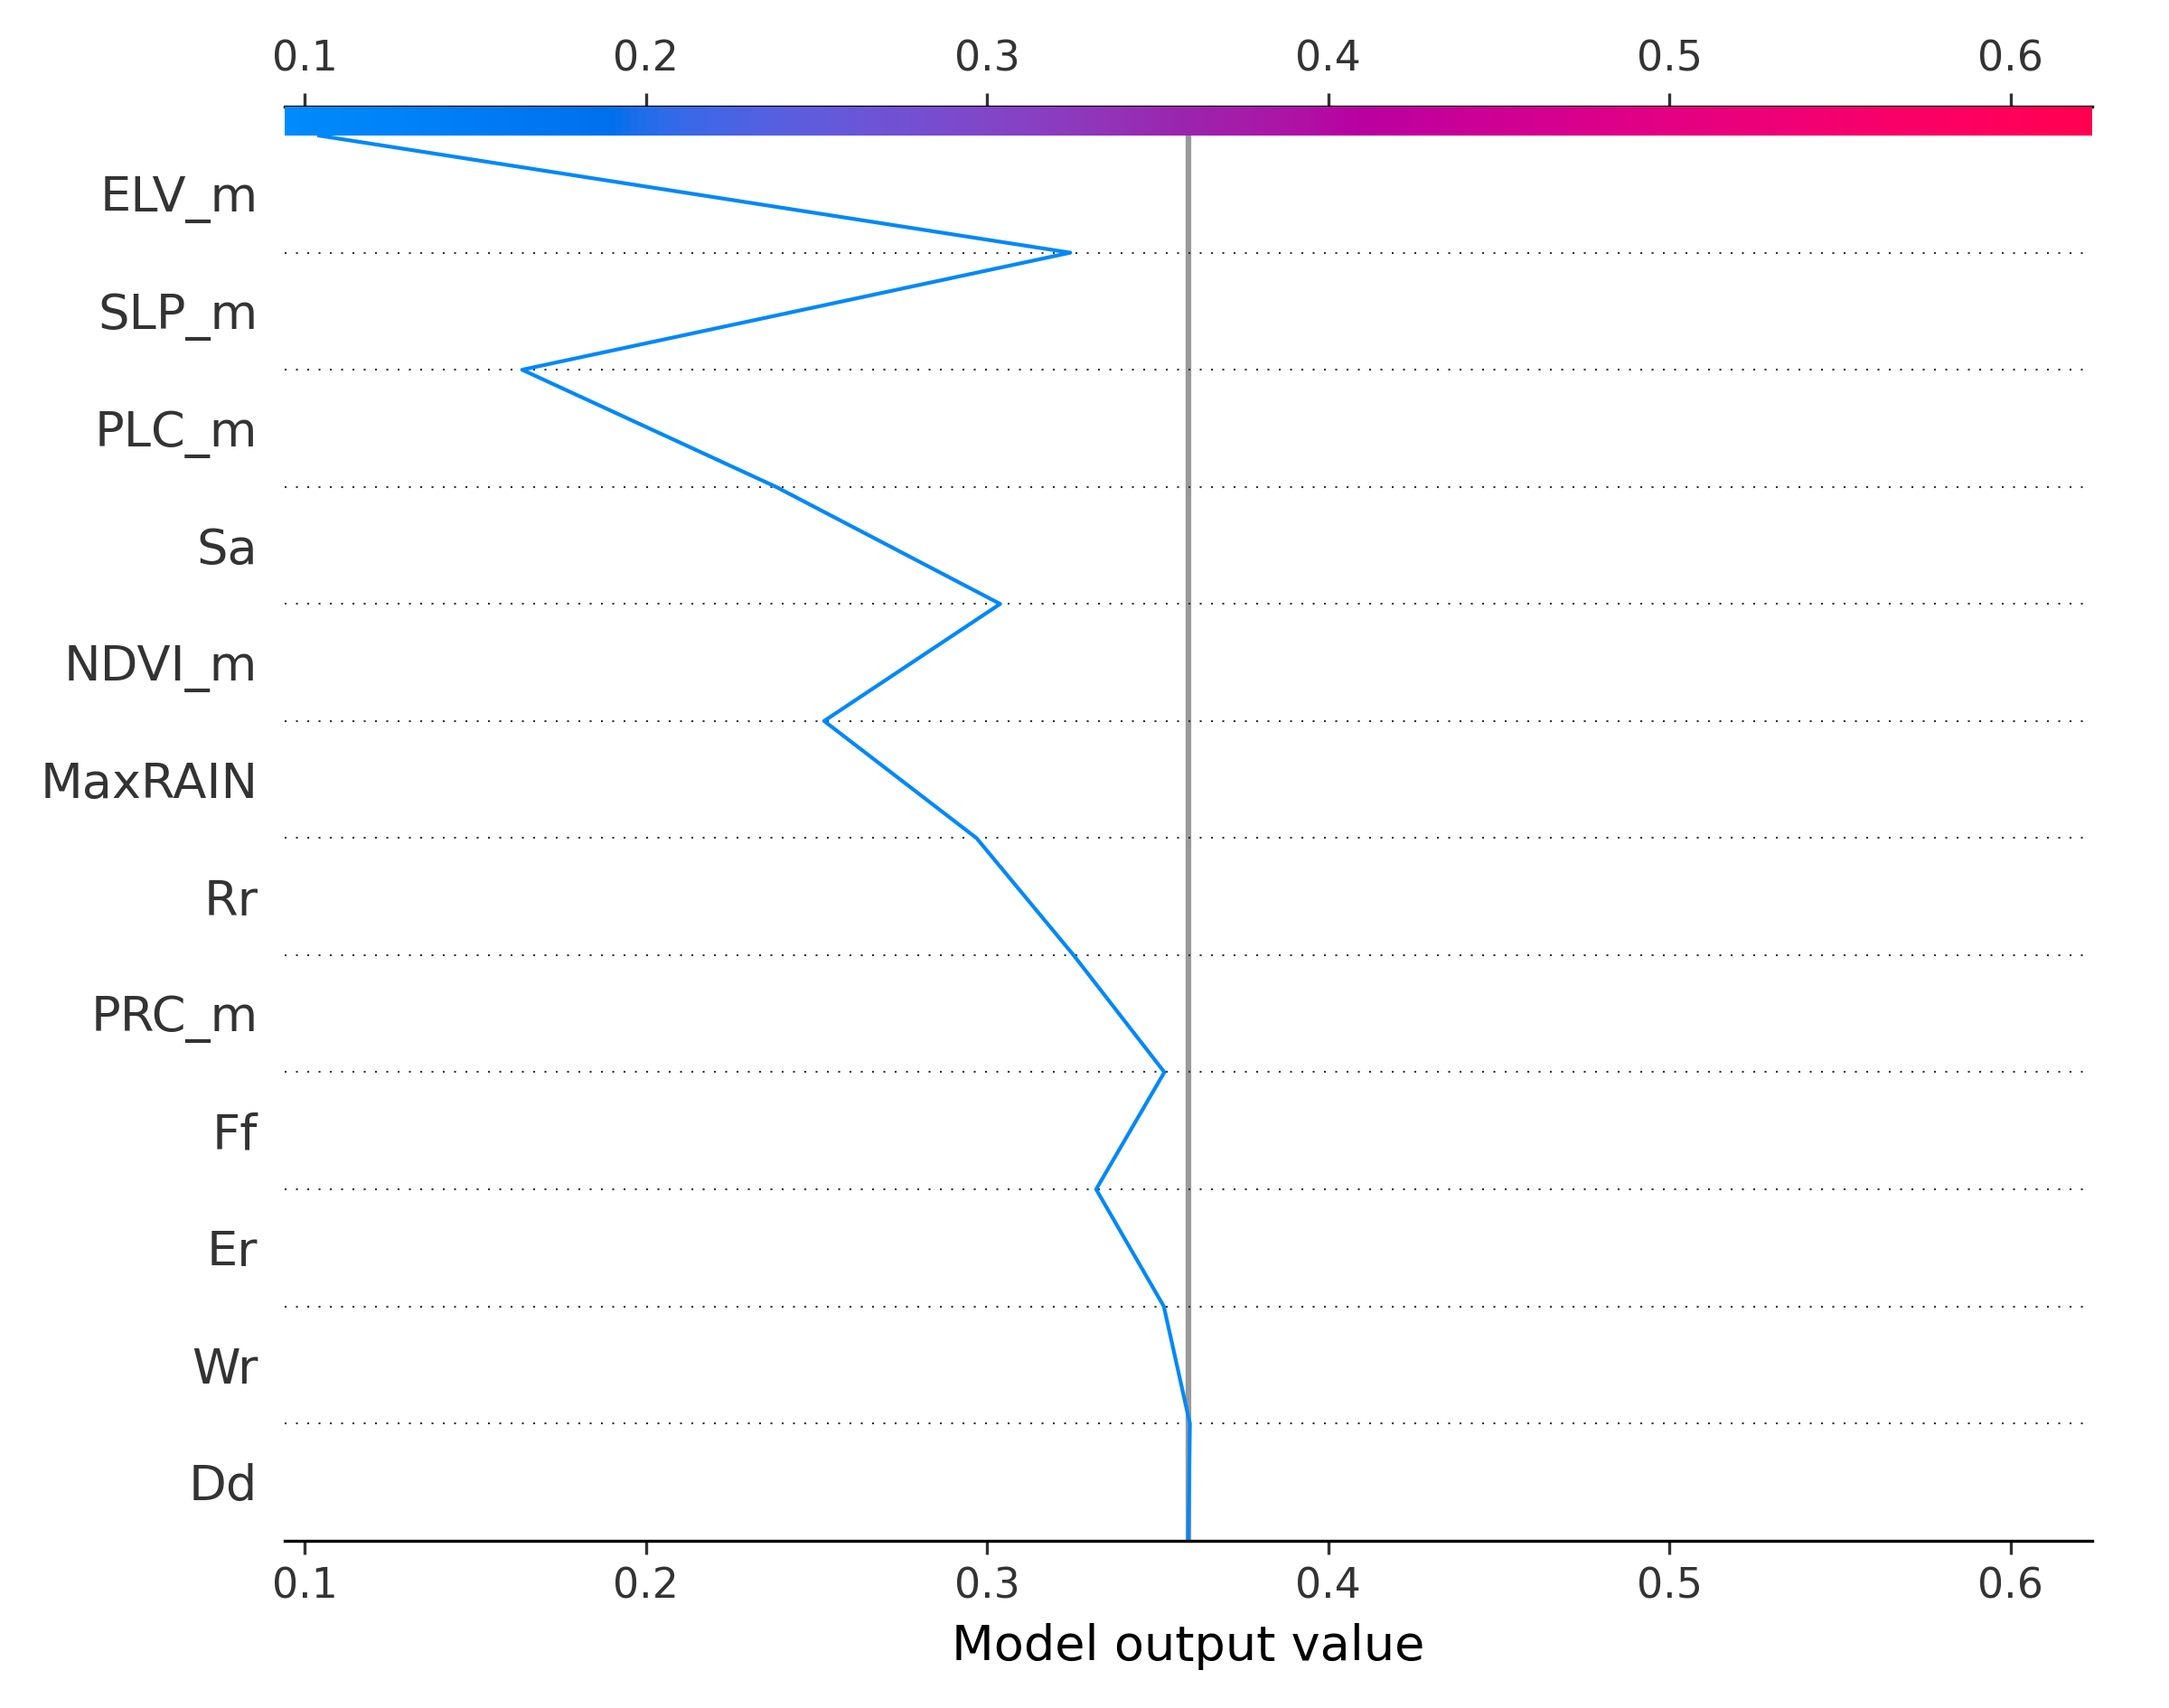 0.1 0.2 0.3 0.4 0.5 0.6
ELV_m
SLP_m
PLC_m
Sa
NDVI_m
MaxRAIN
Rr
PRC_m
Ff
Er
Wr
Dd
0.1 0.2 0.3 0.4 0.5 0.6
Model output value